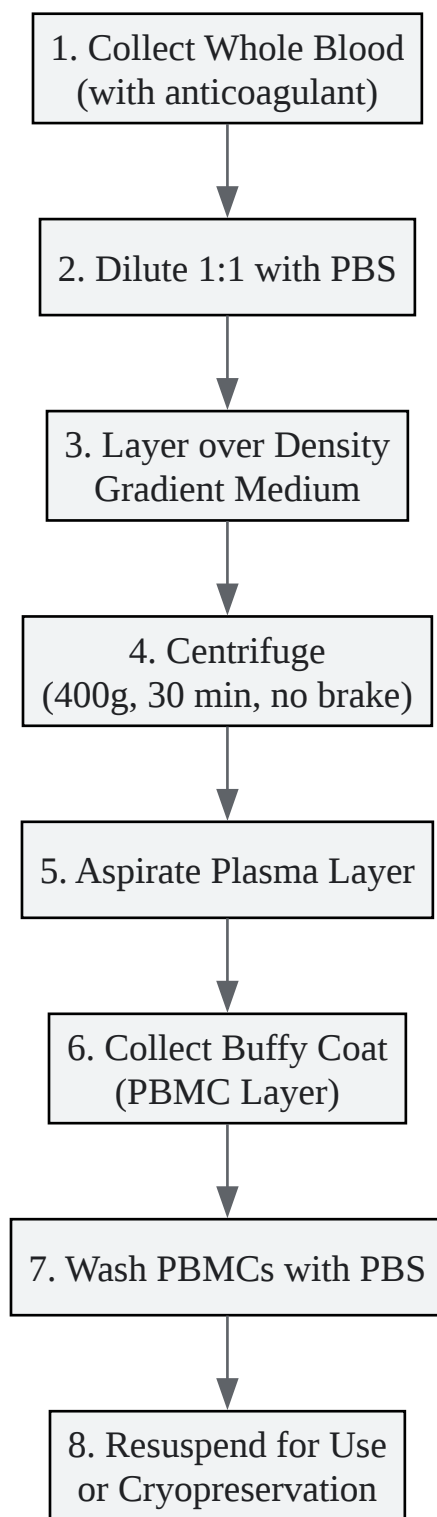 1. Collect Whole Blood
(with anticoagulant)
2. Dilute 1:1 with PBS
3. Layer over Density
Gradient Medium
4. Centrifuge
(400g, 30 min, no brake)
5. Aspirate Plasma Layer
6. Collect Buffy Coat
(PBMC Layer)
7. Wash PBMCs with PBS
8. Resuspend for Use
or Cryopreservation